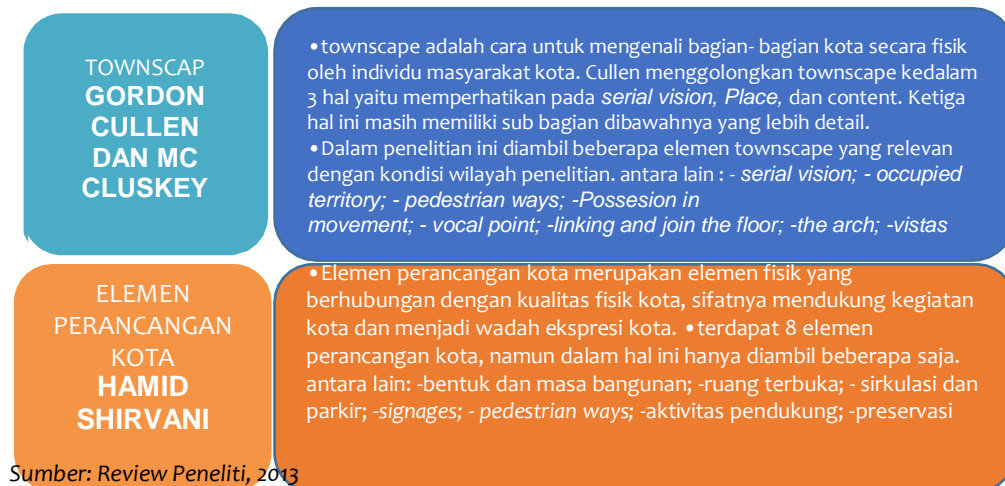 TOWNSCAP
GORDON
CULLEN
DAN MC
CLUSKEY
•townscape adalah cara untuk mengenali bagian- bagian kota secara fisik
oleh individu masyarakat kota. Cullen menggolongkan townscape kedalam
3 hal yaitu memperhatikan pada serial vision, Place, dan content. Ketiga
hal ini masih memiliki sub bagian dibawahnya yang lebih detail.
•Dalam penelitian ini diambil beberapa elemen townscape yang relevan
dengan kondisi wilayah penelitian. antara lain : - serial vision; - occupied
territory; - pedestrian ways; -Possesion in
movement; - vocal point; -linking and join the floor; -the arch; -vistas
ELEMEN
PERANCANGAN
KOTA
HAMID
SHIRVANI
•Elemen perancangan kota merupakan elemen fisik yang
berhubungan dengan kualitas fisik kota, sifatnya mendukung kegiatan
kota dan menjadi wadah ekspresi kota. •terdapat 8 elemen
perancangan kota, namun dalam hal ini hanya diambil beberapa saja.
antara lain: -bentuk dan masa bangunan; -ruang terbuka; - sirkulasi dan
parkir; -signages; - pedestrian ways; -aktivitas pendukung; -preservasi
Sumber: Review Peneliti, 2013